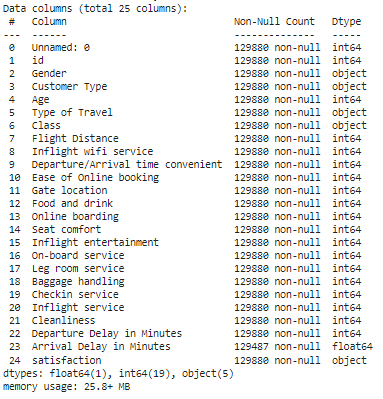 Data columns (total 25 columns):
 #   Column                             Non-Null Count   Dtype
---  ------                             --------------   -----
 0   Unnamed: 0                         129880 non-null  int64
 1   id                                 129880 non-null  int64
 2   Gender                             129880 non-null  object
 3   Customer Type                      129880 non-null  object
 4   Age                                129880 non-null  int64
 5   Type of Travel                     129880 non-null  object
 6   Class                              129880 non-null  object
 7   Flight Distance                    129880 non-null  int64
 8   Inflight wifi service              129880 non-null  int64
 9   Departure/Arrival time convenient  129880 non-null  int64
 10  Ease of Online booking             129880 non-null  int64
 11  Gate location                      129880 non-null  int64
 12  Food and drink                     129880 non-null  int64
 13  Online boarding                    129880 non-null  int64
 14  Seat comfort                       129880 non-null  int64
 15  Inflight entertainment             129880 non-null  int64
 16  On-board service                   129880 non-null  int64
 17  Leg room service                   129880 non-null  int64
 18  Baggage handling                   129880 non-null  int64
 19  Checkin service                    129880 non-null  int64
 20  Inflight service                   129880 non-null  int64
 21  Cleanliness                        129880 non-null  int64
 22  Departure Delay in Minutes         129880 non-null  int64
 23  Arrival Delay in Minutes           129487 non-null  float64
 24  satisfaction                       129880 non-null  object
dtypes: float64(1), int64(19), object(5)
memory usage: 25.8+ MB